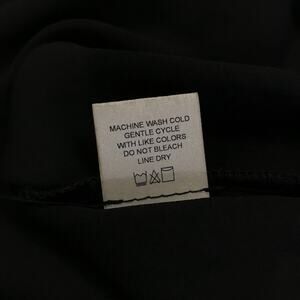 MACHINE WASH COLD
GENTLE CYCLE
WITH LIKE COLORS
DO NOT BLEACH
LINE DRY